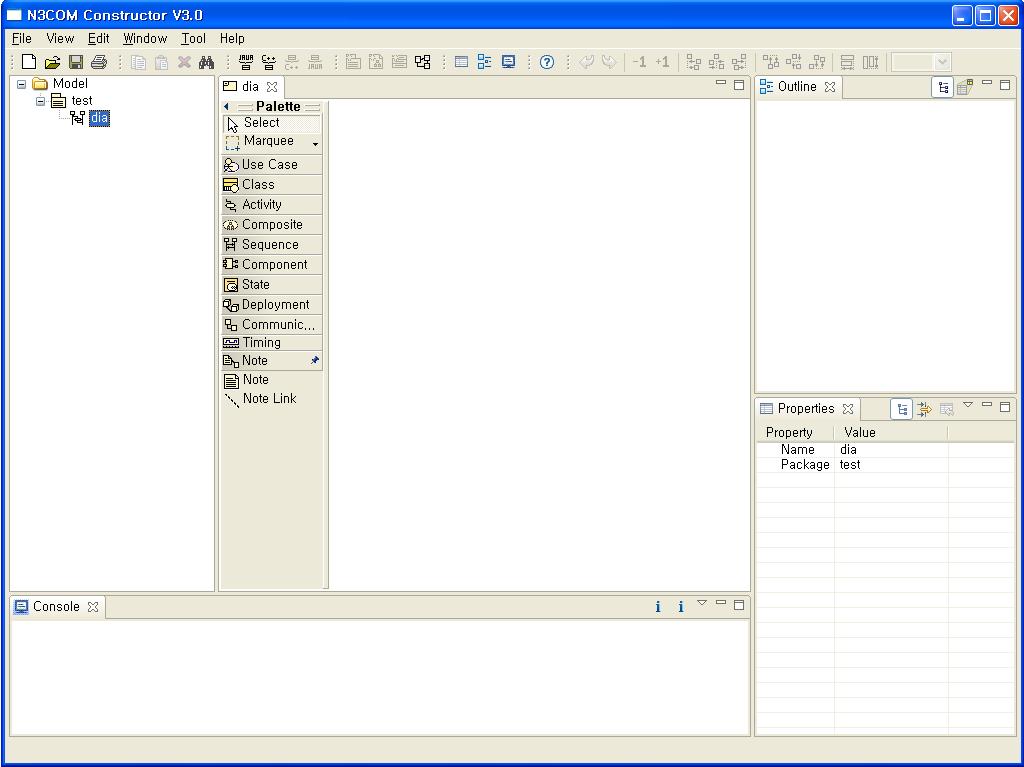 N3COM Constructor V3.0
File View Edit Window Tool Help
-1 +1
Model
test
dia
dia
Palette
Select
Marquee
Use Case
Class
Activity
Composite
Sequence
Component
State
Deployment
Communic...
Timing
Note
Note
Note Link
Outline
Properties
Property Value
Name dia
Package test
Console